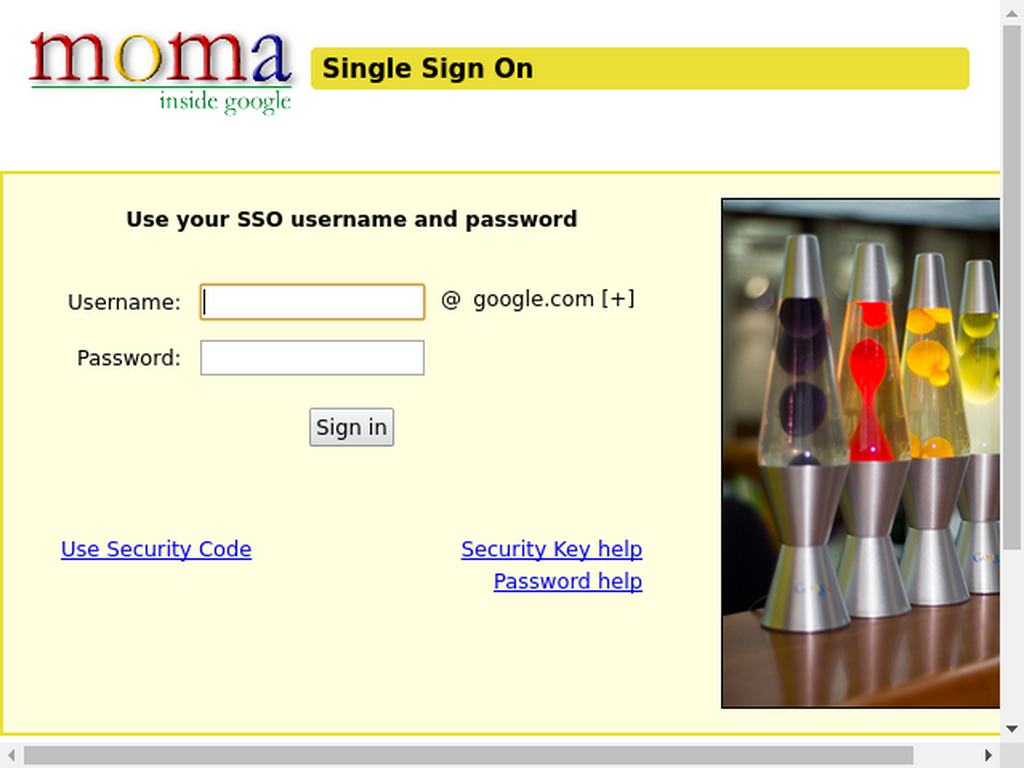 moma
inside google
Single Sign On
Use your SSO username and password
Username: @ google.com [+]
Password:
Sign in
Use Security Code
Security Key help
Password help
Google